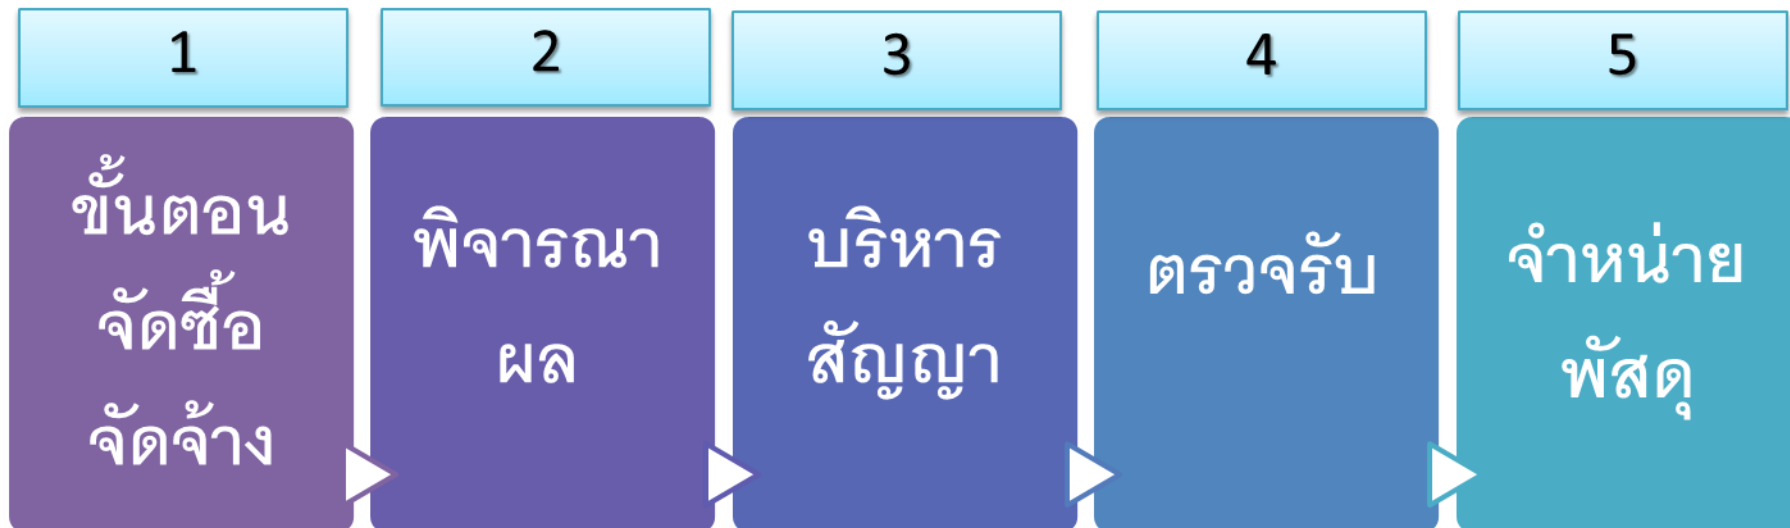 1
2
3
4
5
ขั้นตอน
จัดซื้อ
จัดจ้าง
พิจารณา
ผล
บริหาร
สัญญา
ตรวจรับ
จำหน่าย
พัสดุ